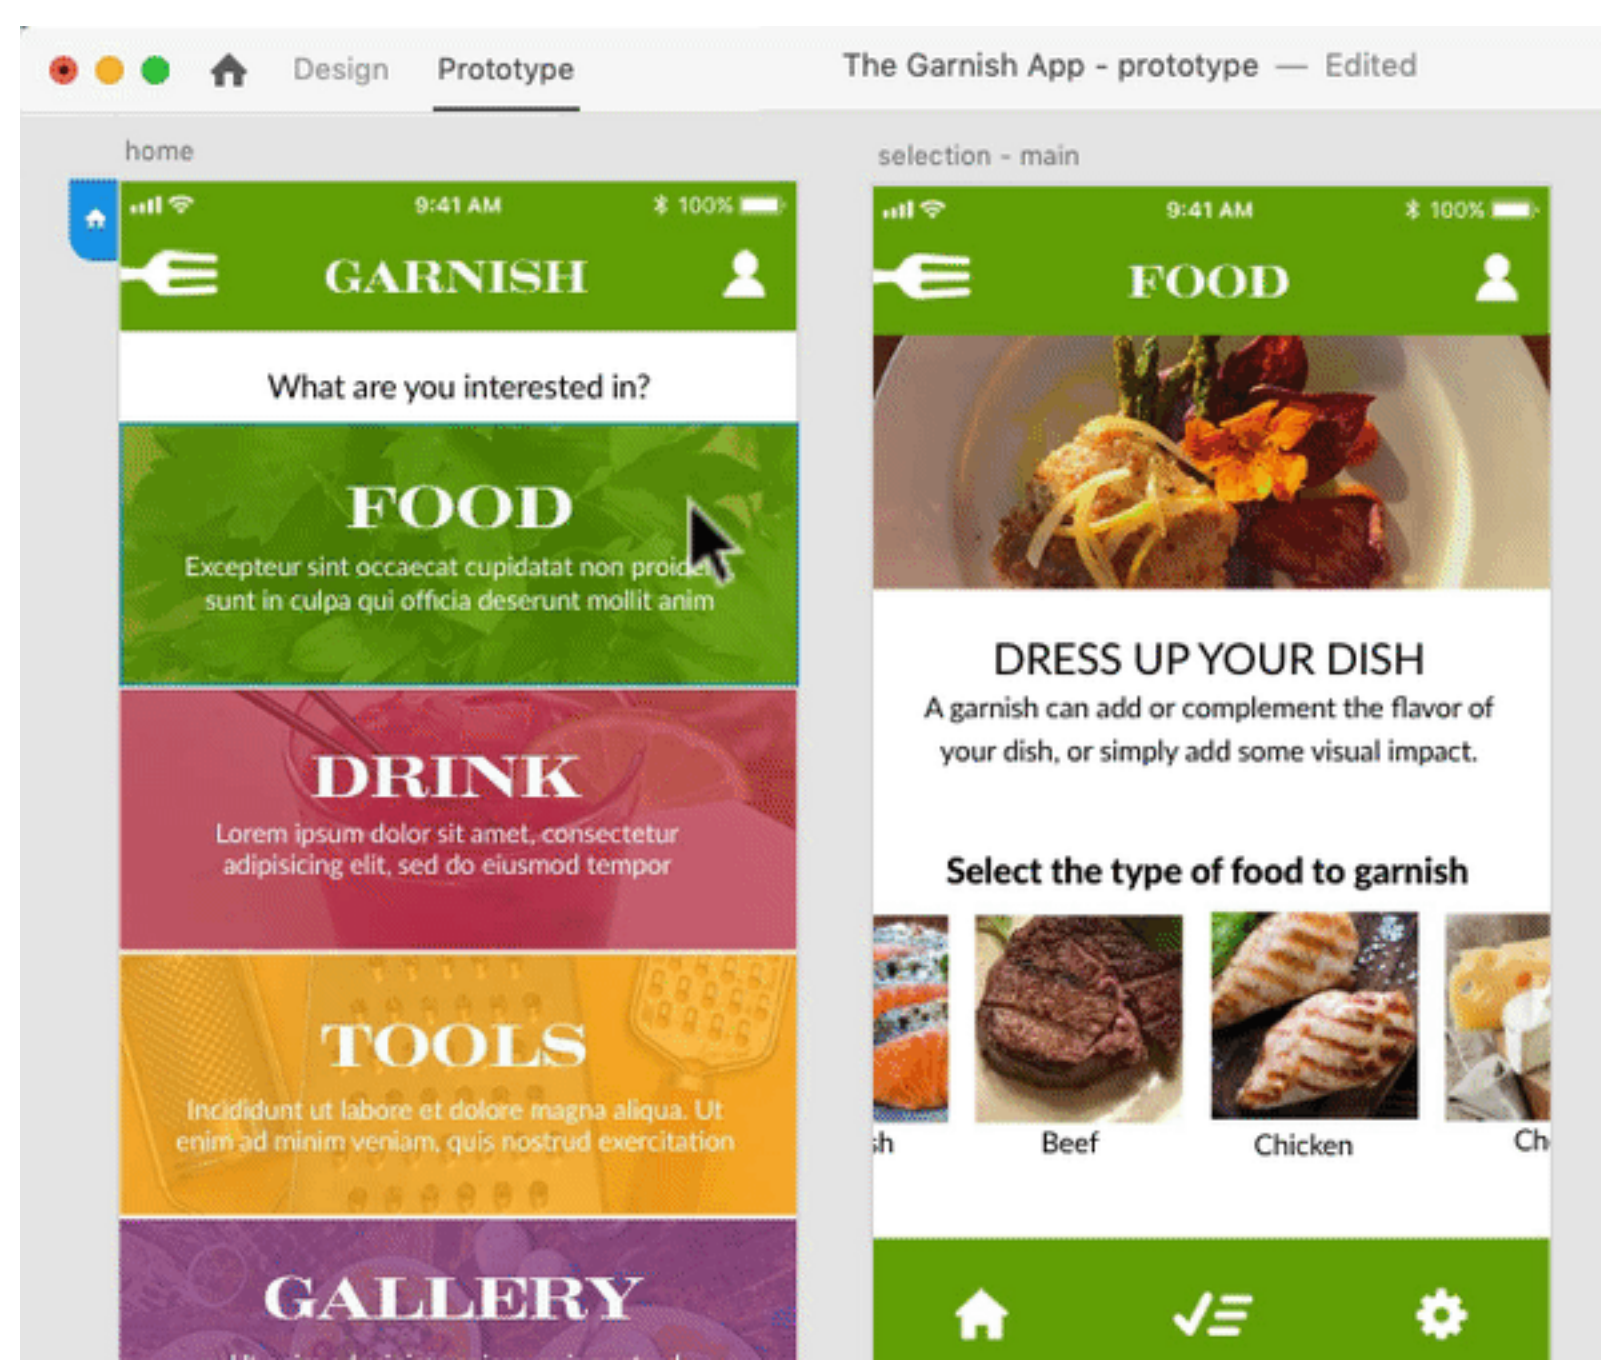 Design Prototype The Garnish App - prototype — Edited
home
9:41 AM 100%
GARNISH
What are you interested in?
FOOD
Excepteur sint occaecat cupidatat non
sunt in culpa qui officia deserunt mollit anim
DRINK
Lorem ipsum dolor sit amet, consectetur
adipisicing elit, sed do eiusmod tempor
TOOLS
Incididunt ut labore et dolore magna aliqua. Ut
enim ad minim veniam, quis nostrud exercitation
GALLERY
selection - main
9:41 AM 100%
FOOD
DRESS UP YOUR DISH
A garnish can add or complement the flavor of
your dish, or simply add some visual impact.
Select the type of food to garnish
sh Beef Chicken Ch